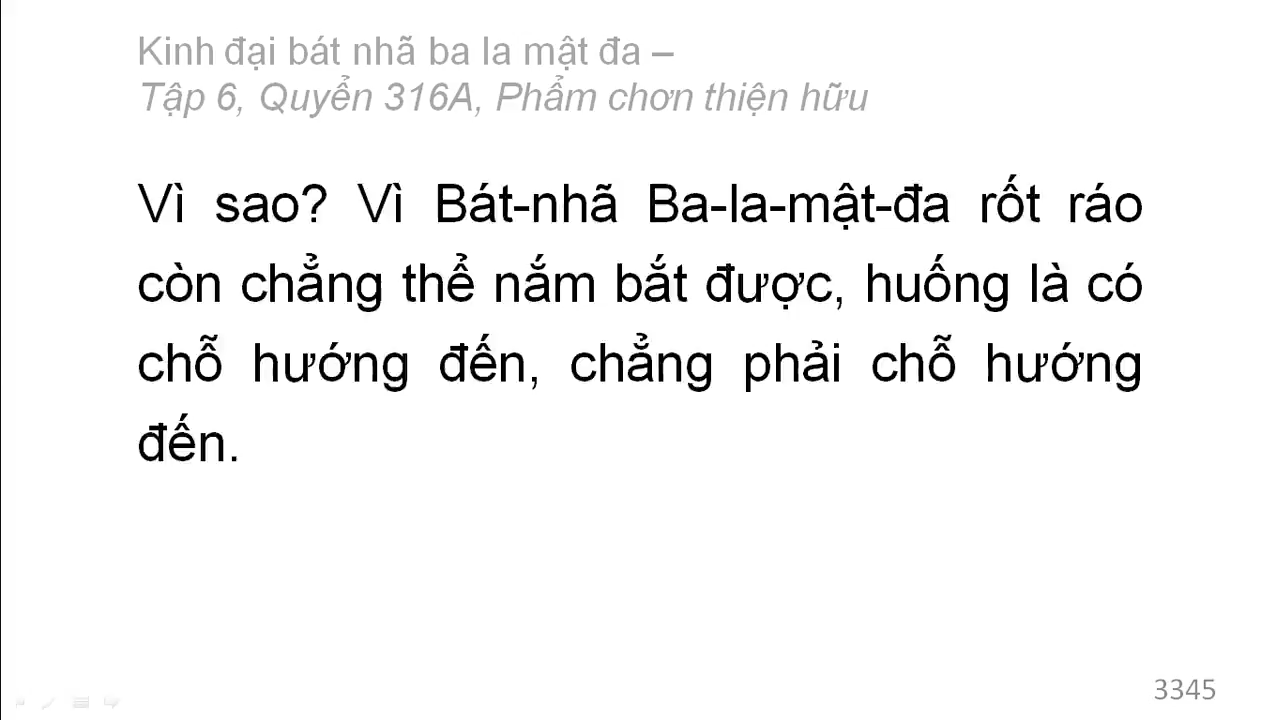 Kinh đại bát nhã ba la mật đa –
Tập 6, Quyển 316A, Phẩm chơn thiện hữu
Vì sao? Vì Bát-nhã Ba-la-mật-đa rốt ráo
còn chẳng thể nắm bắt được, huống là có
chỗ hướng đến, chẳng phải chỗ hướng
đến.
3345